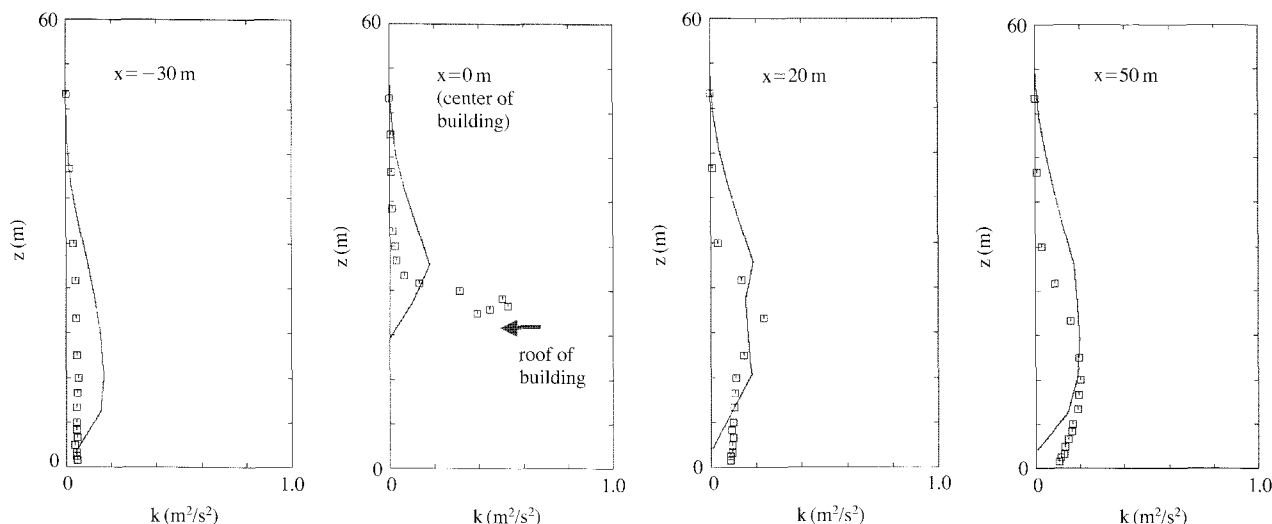 60
x=−30 m
z (m)
0
0
1.0
k (m²/s²)
60
x=0 m
(center of
building)
z (m)
roof of
building
0
0
1.0
k (m²/s²)
60
x=20 m
z (m)
0
0
1.0
k (m²/s²)
60
x=50 m
z (m)
0
0
1.0
k (m²/s²)